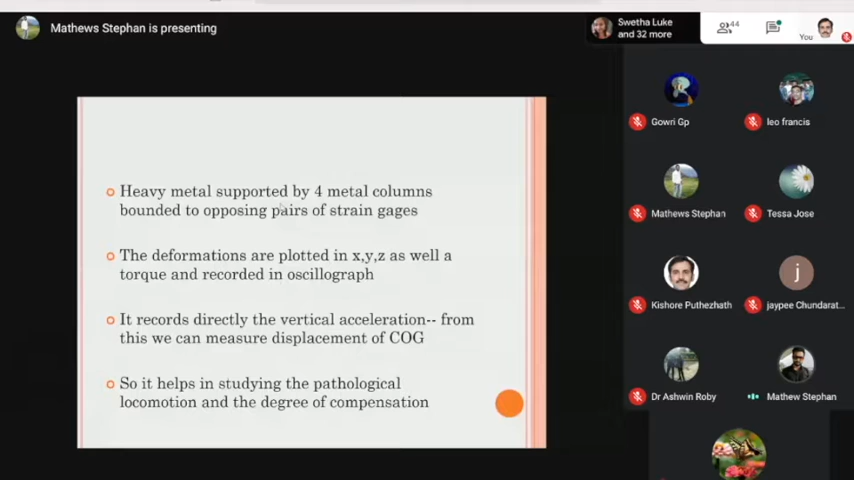 Mathews Stephan is presenting
Swetha Luke
and 32 more
44
You
Heavy metal supported by 4 metal columns
bounded to opposing pairs of strain gages
The deformations are plotted in x,y,z as well a
torque and recorded in oscillograph
It records directly the vertical acceleration-- from
this we can measure displacement of COG
So it helps in studying the pathological
locomotion and the degree of compensation
Gowri Gp
leo francis
Mathews Stephan
Tessa Jose
j
Kishore Puthezhath
jaypee Chundarat...
Dr Ashwin Roby
Mathew Stephan